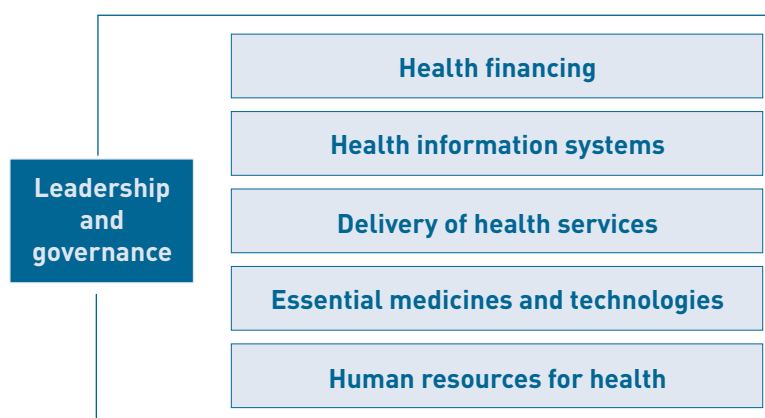 Health financing
Health information systems
Leadership
and
governance
Delivery of health services
Essential medicines and technologies
Human resources for health